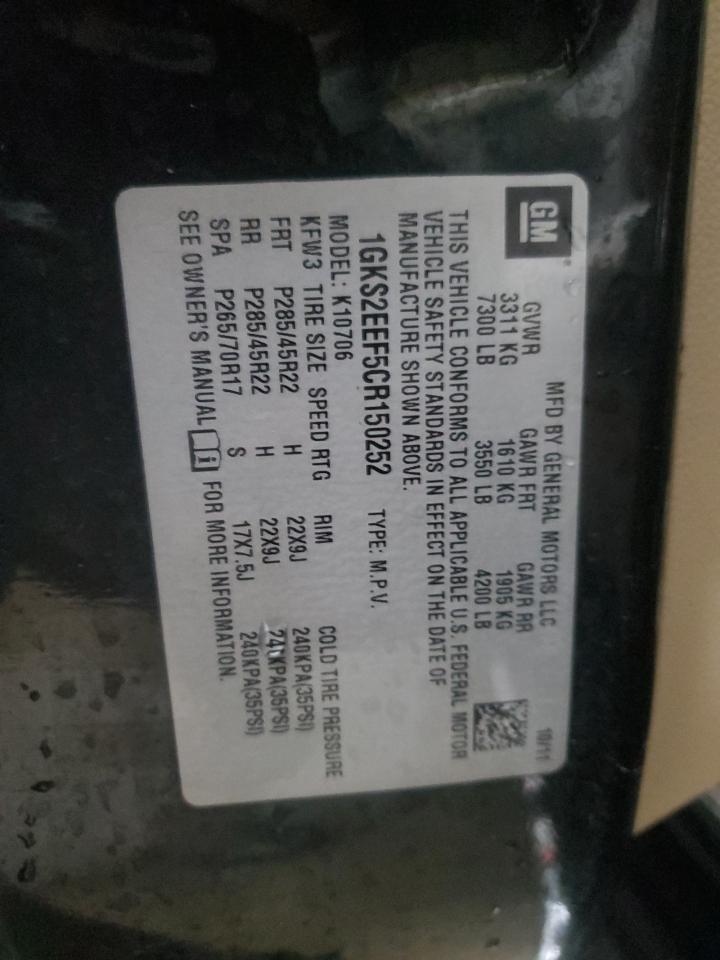 GM
MFD BY GENERAL MOTORS LLC 10/11
GVWR GAWR FRT GAWR RR
3311 KG 1610 KG 1905 KG
7300 LB 3550 LB 4200 LB
THIS VEHICLE CONFORMS TO ALL APPLICABLE U.S. FEDERAL MOTOR
VEHICLE SAFETY STANDARDS IN EFFECT ON THE DATE OF
MANUFACTURE SHOWN ABOVE.
1GKS2EEF5CR150252 TYPE: M.P.V.
MODEL: K10706
KFW3 TIRE SIZE SPEED RTG RIM COLD TIRE PRESSURE
FRT P285/45R22 H 22X9J 240KPA(35PSI)
RR P285/45R22 H 22X9J 240KPA(35PSI)
SPA P265/70R17 S 17X7.5J 240KPA(35PSI)
SEE OWNER'S MANUAL FOR MORE INFORMATION.